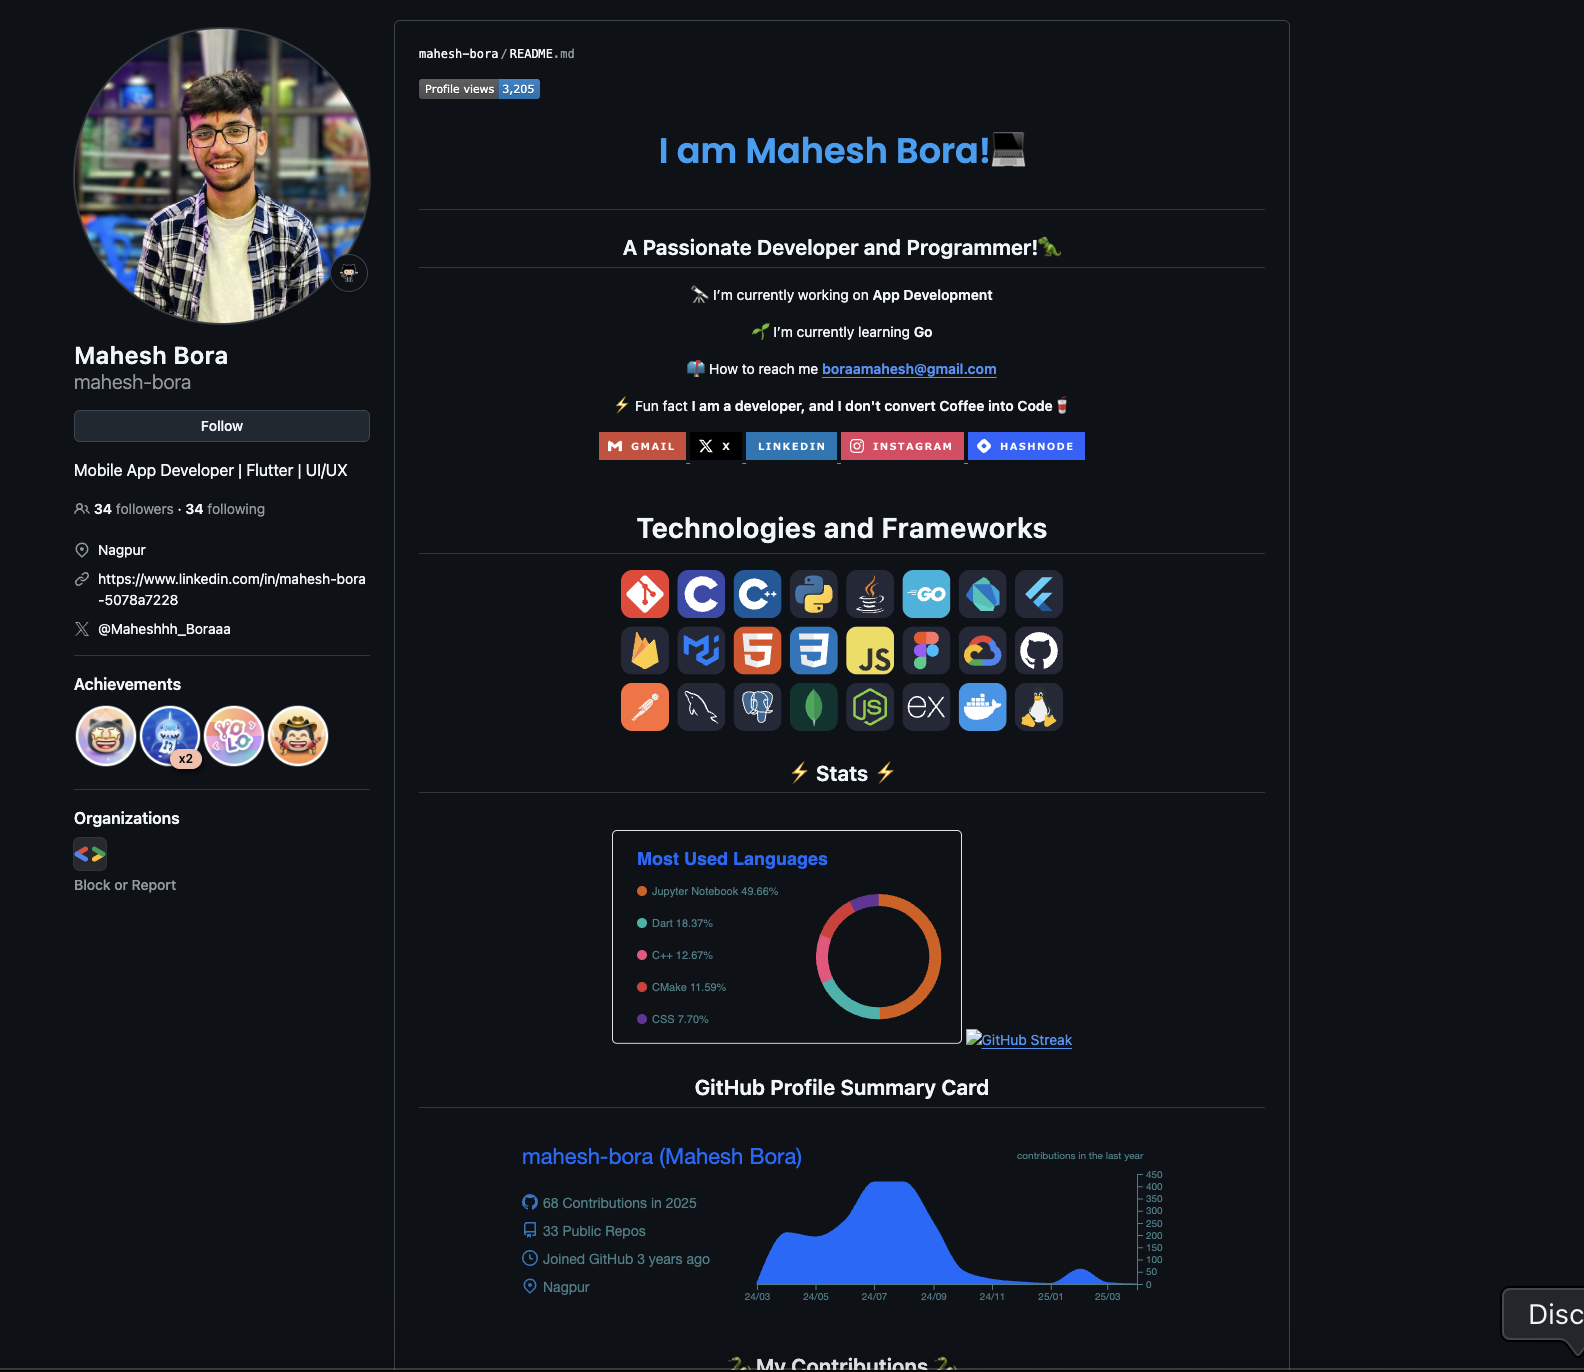 Mahesh Bora
mahesh-bora
Follow
Mobile App Developer | Flutter | UI/UX
34 followers · 34 following
Nagpur
https://www.linkedin.com/in/mahesh-bora
-5078a7228
@Maheshhh_Boraaa
Achievements
x2
YOLO
Organizations
Block or Report
mahesh-bora/README.md
Profile views 3,205
I am Mahesh Bora!💻
A Passionate Developer and Programmer!🦖
🔭 I’m currently working on App Development
🌱 I’m currently learning Go
📫 How to reach me boraamahesh@gmail.com
⚡ Fun fact I am a developer, and I don't convert Coffee into Code🥤
GMAIL X LINKEDIN INSTAGRAM HASHNODE
Technologies and Frameworks
C C++ GO
JS
JS EX
⚡ Stats ⚡
Most Used Languages
Jupyter Notebook 49.66%
Dart 18.37%
C++ 12.67%
CMake 11.59%
CSS 7.70%
GitHub Streak
GitHub Profile Summary Card
mahesh-bora (Mahesh Bora)
68 Contributions in 2025
33 Public Repos
Joined GitHub 3 years ago
Nagpur
contributions in the last year
450
400
350
300
250
200
150
100
50
0
24/03 24/05 24/07 24/09 24/11 25/01 25/03
🐍 My Contributions 🐍
Disc